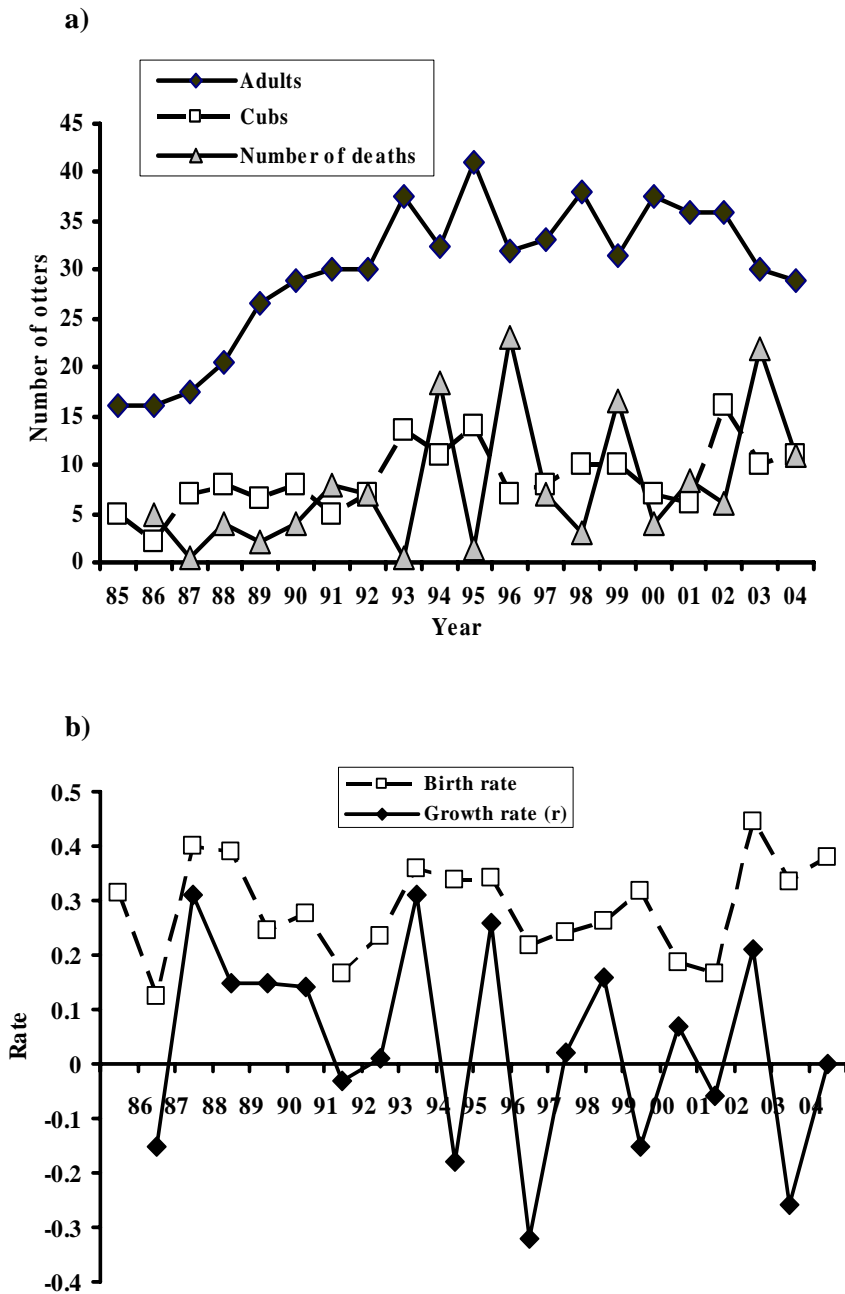 a)
Adults
Cubs
Number of deaths
45
40
35
30
25
20
15
10
5
0
Number of otters
85 86 87 88 89 90 91 92 93 94 95 96 97 98 99 00 01 02 03 04
Year
b)
Birth rate
Growth rate (r)
0.5
0.4
0.3
0.2
0.1
0
-0.1
-0.2
-0.3
-0.4
Rate
86 87 88 89 90 91 92 93 94 95 96 97 98 99 00 01 02 03 04